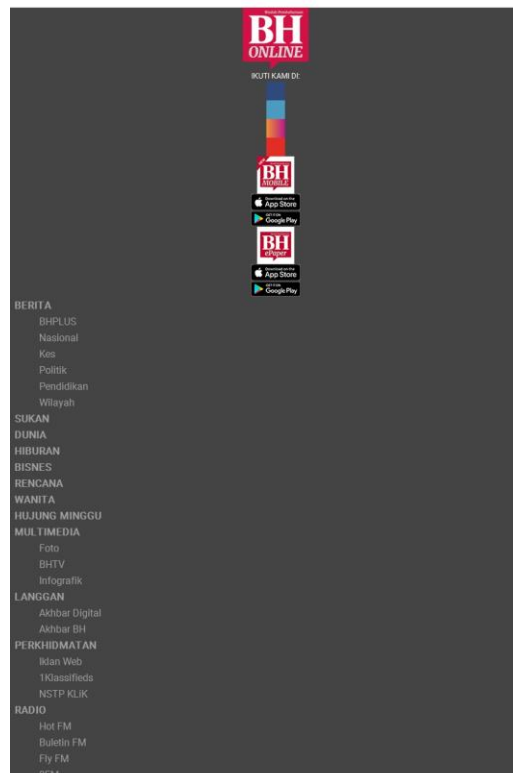 BH
ONLINE
IKUTI KAMI DI:
BH
MOBILE
Download on the
App Store
GET IT ON
Google Play
BH
ePaper
Download on the
App Store
GET IT ON
Google Play
BERITA
BHPLUS
Nasional
Kes
Politik
Pendidikan
Wilayah
SUKAN
DUNIA
HIBURAN
BISNES
RENCANA
WANITA
HUJUNG MINGGU
MULTIMEDIA
Foto
BHTV
Infografik
LANGGAN
Akhbar Digital
Akhbar BH
PERKHIDMATAN
Iklan Web
1Klassifieds
NSTP KLiK
RADIO
Hot FM
Buletin FM
Fly FM